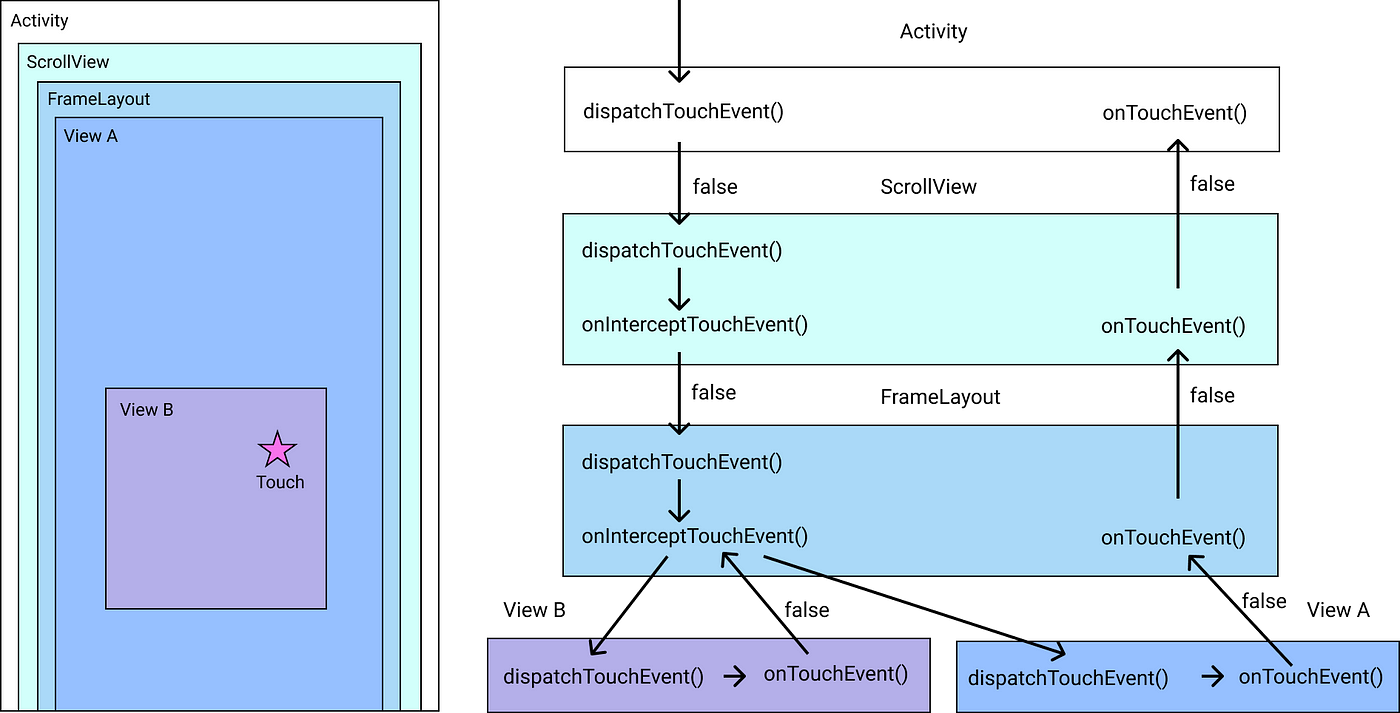 Activity
ScrollView
FrameLayout
View A
View B
Touch
Activity
dispatchTouchEvent()
onTouchEvent()
false
ScrollView
false
dispatchTouchEvent()
onInterceptTouchEvent()
onTouchEvent()
false
FrameLayout
false
dispatchTouchEvent()
onInterceptTouchEvent()
onTouchEvent()
View B
false
false
View A
dispatchTouchEvent()
onTouchEvent()
dispatchTouchEvent()
onTouchEvent()